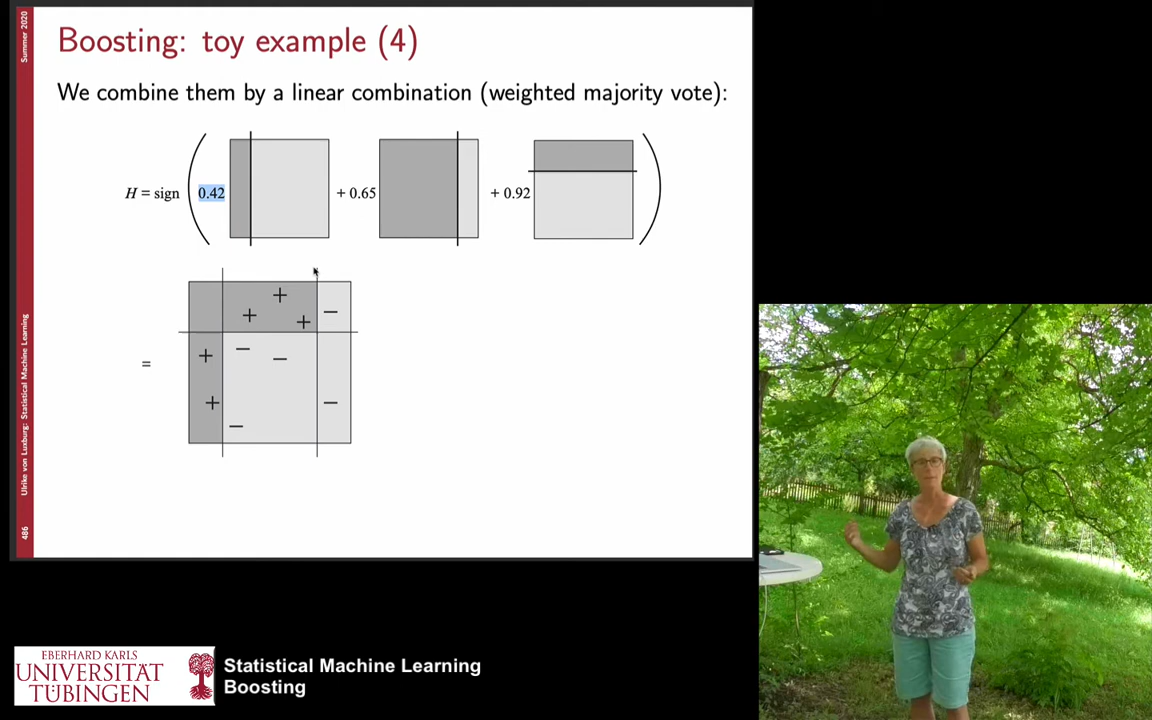 Summer 2020
Boosting: toy example (4)
We combine them by a linear combination (weighted majority vote):
H = sign ( 0.42 + 0.65 + 0.92 )
+
+ + −
+ − −
+ −
−
=
Ulrike von Luxburg: Statistical Machine Learning
486
EBERHARD KARLS
UNIVERSITÄT
TÜBINGEN
Statistical Machine Learning
Boosting